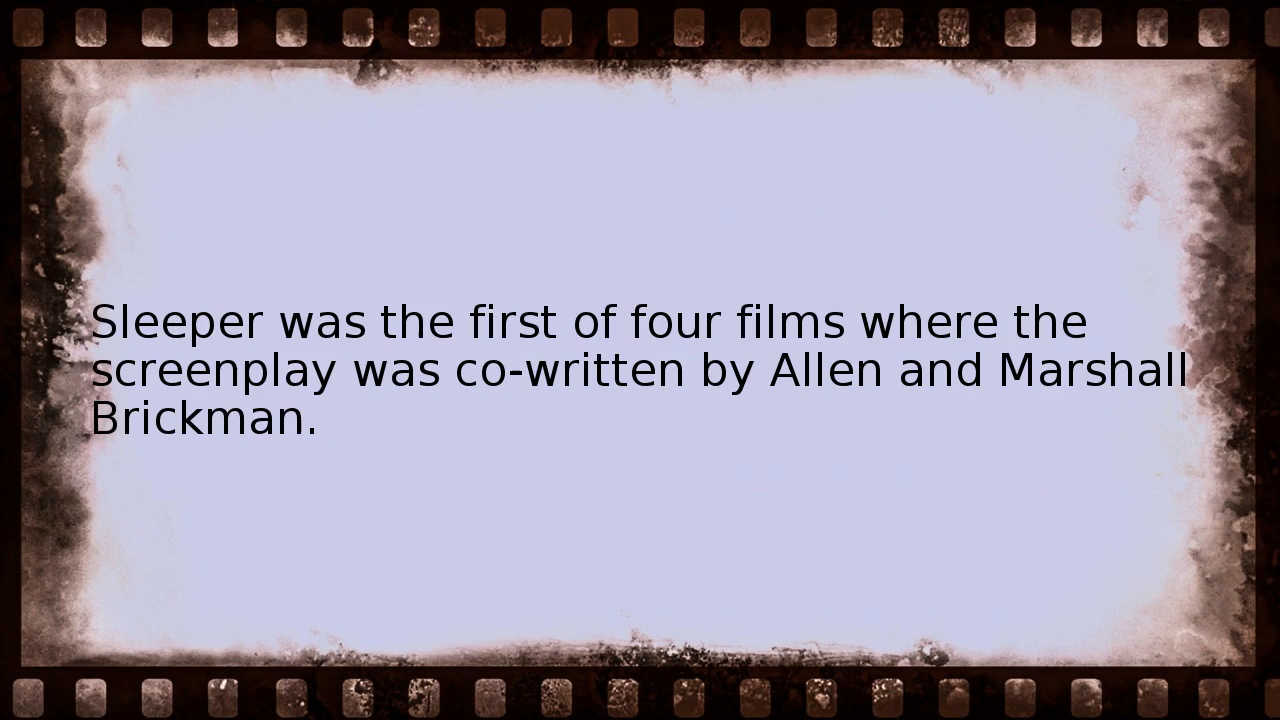 Sleeper was the first of four films where the
screenplay was co-written by Allen and Marshall
Brickman.